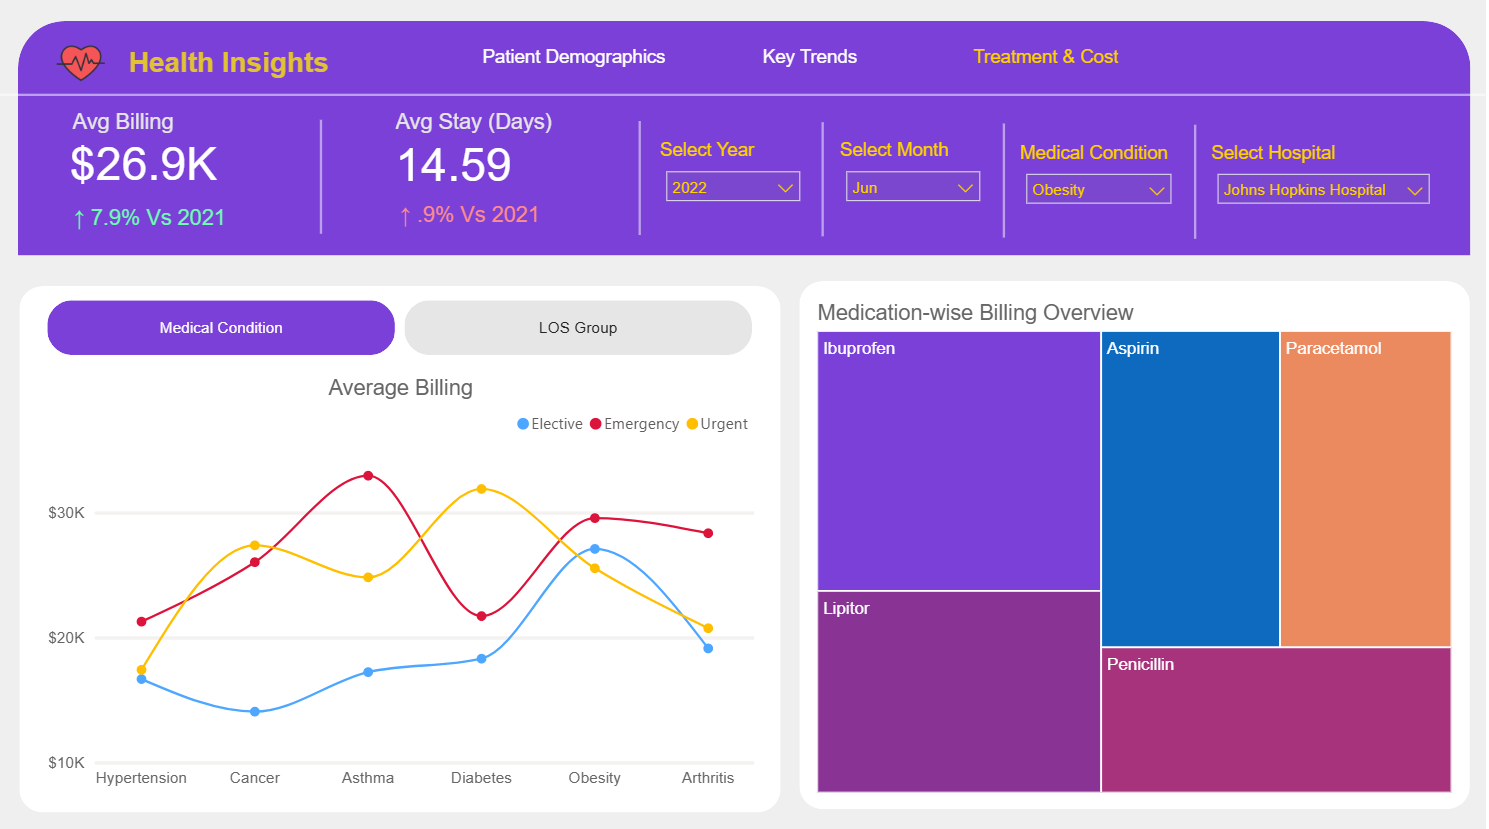 Health Insights
Patient Demographics
Key Trends
Treatment & Cost
Avg Billing
$26.9K
↑ 7.9% Vs 2021
Avg Stay (Days)
14.59
↑ .9% Vs 2021
Select Year
2022
Select Month
Jun
Medical Condition
Obesity
Select Hospital
Johns Hopkins Hospital
Medical Condition
LOS Group
Average Billing
Elective
Emergency
Urgent
$30K
$20K
$10K
Hypertension
Cancer
Asthma
Diabetes
Obesity
Arthritis
Medication-wise Billing Overview
Ibuprofen
Aspirin
Paracetamol
Lipitor
Penicillin